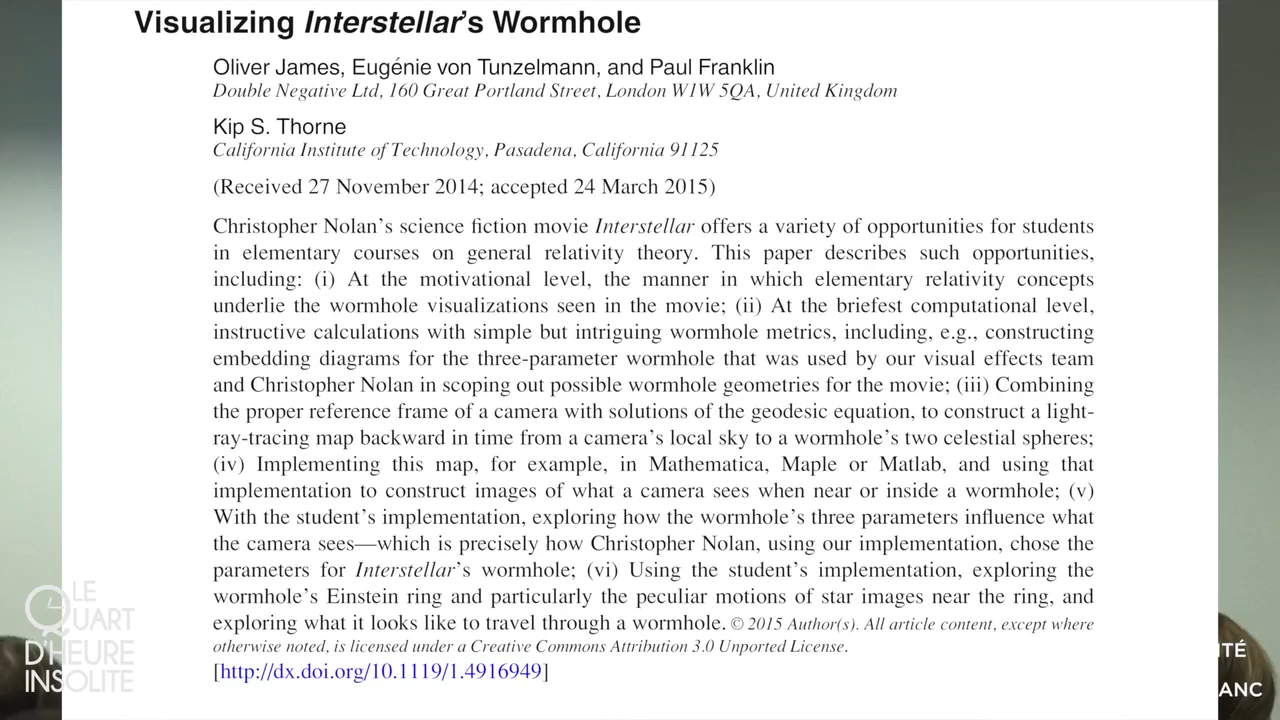 Visualizing Interstellar’s Wormhole
Oliver James, Eugénie von Tunzelmann, and Paul Franklin
Double Negative Ltd, 160 Great Portland Street, London W1W 5QA, United Kingdom
Kip S. Thorne
California Institute of Technology, Pasadena, California 91125
(Received 27 November 2014; accepted 24 March 2015)
Christopher Nolan’s science fiction movie Interstellar offers a variety of opportunities for students
in elementary courses on general relativity theory. This paper describes such opportunities,
including: (i) At the motivational level, the manner in which elementary relativity concepts
underlie the wormhole visualizations seen in the movie; (ii) At the briefest computational level,
instructive calculations with simple but intriguing wormhole metrics, including, e.g., constructing
embedding diagrams for the three-parameter wormhole that was used by our visual effects team
and Christopher Nolan in scoping out possible wormhole geometries for the movie; (iii) Combining
the proper reference frame of a camera with solutions of the geodesic equation, to construct a light-
ray-tracing map backward in time from a camera’s local sky to a wormhole’s two celestial spheres;
(iv) Implementing this map, for example, in Mathematica, Maple or Matlab, and using that
implementation to construct images of what a camera sees when near or inside a wormhole; (v)
With the student’s implementation, exploring how the wormhole’s three parameters influence what
the camera sees—which is precisely how Christopher Nolan, using our implementation, chose the
parameters for Interstellar’s wormhole; (vi) Using the student’s implementation, exploring the
wormhole’s Einstein ring and particularly the peculiar motions of star images near the ring, and
exploring what it looks like to travel through a wormhole. © 2015 Author(s). All article content, except where
otherwise noted, is licensed under a Creative Commons Attribution 3.0 Unported License.
[http://dx.doi.org/10.1119/1.4916949]
LE
QUART
D'HEURE
INSOLITE
ITÉ
ANC